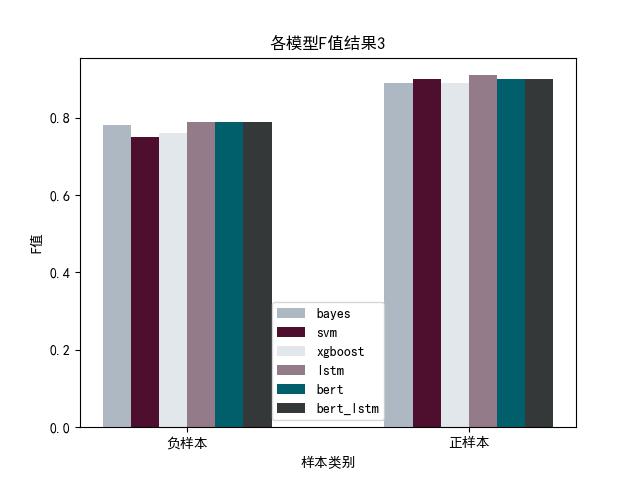 各模型F值结果3
F值
0.8
0.6
0.4
0.2
0.0
bayes
svm
xgboost
lstm
bert
bert_lstm
负样本
正样本
样本类别